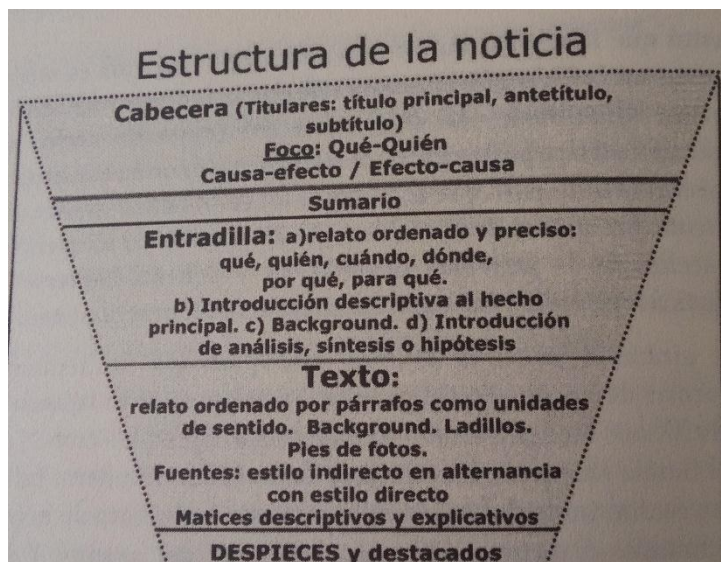 Estructura de la noticia
Cabecera (Titulares: título principal, antetítulo,
subtítulo)
Foco: Qué-Quién
Causa-efecto / Efecto-causa
Sumario
Entradilla: a)relato ordenado y preciso:
qué, quién, cuándo, dónde,
por qué, para qué.
b) Introducción descriptiva al hecho
principal. c) Background. d) Introducción
de análisis, síntesis o hipótesis
Texto:
relato ordenado por párrafos como unidades
de sentido. Background. Ladillos.
Pies de fotos.
Fuentes: estilo indirecto en alternancia
con estilo directo
Matices descriptivos y explicativos
DESPIECES y destacados